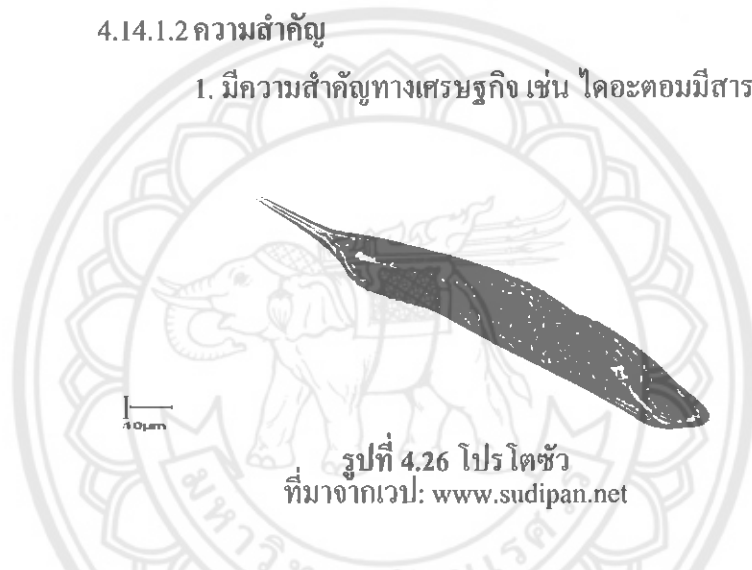 4.14.1.2 ความสำคัญ
1. มีความสำคัญทางเศรษฐกิจ เช่น ไดอะตอมมีสาร
10µm
รูปที่ 4.26 โปรโตซัว
ที่มาจากเวป: www.sudipan.net